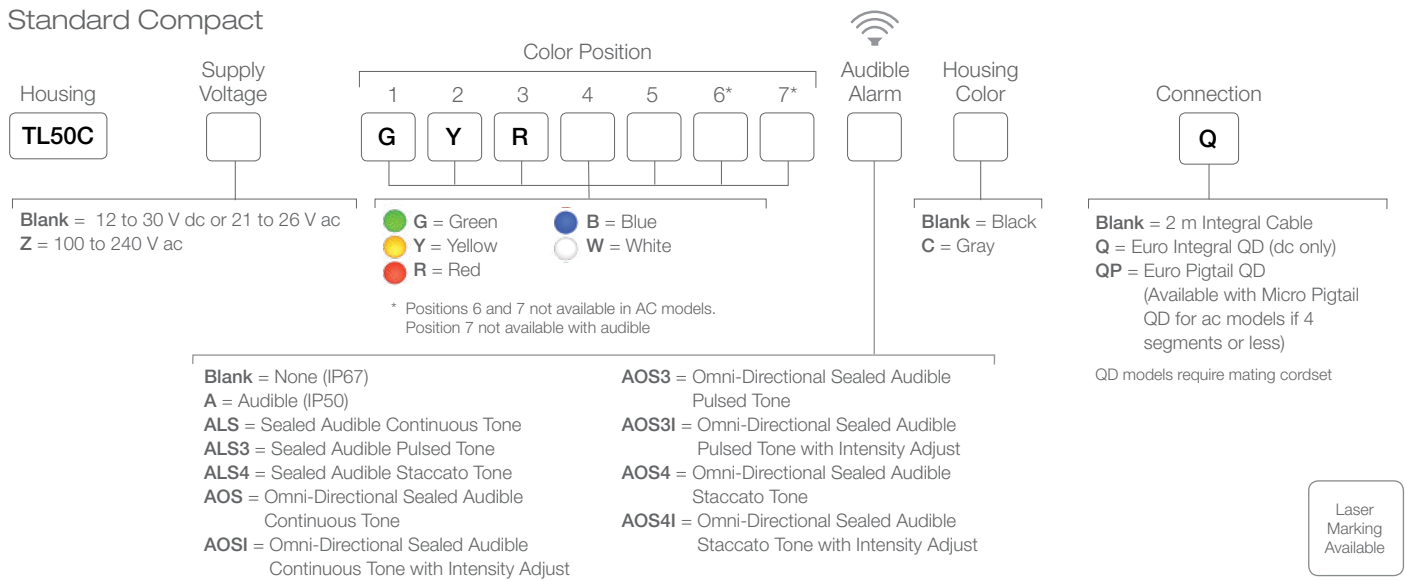 Standard Compact
Housing
Supply
Voltage
Color Position
1 2 3 4 5 6* 7*
Audible
Alarm
Housing
Color
Connection
TL50C
G Y R
Q
Blank = 12 to 30 V dc or 21 to 26 V ac
Z = 100 to 240 V ac
G = Green
Y = Yellow
R = Red
B = Blue
W = White
* Positions 6 and 7 not available in AC models.
Position 7 not available with audible
Blank = Black
C = Gray
Blank = 2 m Integral Cable
Q = Euro Integral QD (dc only)
QP = Euro Pigtail QD
(Available with Micro Pigtail
QD for ac models if 4
segments or less)
QD models require mating cordset
Blank = None (IP67)
A = Audible (IP50)
ALS = Sealed Audible Continuous Tone
ALS3 = Sealed Audible Pulsed Tone
ALS4 = Sealed Audible Staccato Tone
AOS = Omni-Directional Sealed Audible
Continuous Tone
AOSI = Omni-Directional Sealed Audible
Continuous Tone with Intensity Adjust
AOS3 = Omni-Directional Sealed Audible
Pulsed Tone
AOS3I = Omni-Directional Sealed Audible
Pulsed Tone with Intensity Adjust
AOS4 = Omni-Directional Sealed Audible
Staccato Tone
AOS4I = Omni-Directional Sealed Audible
Staccato Tone with Intensity Adjust
Laser
Marking
Available